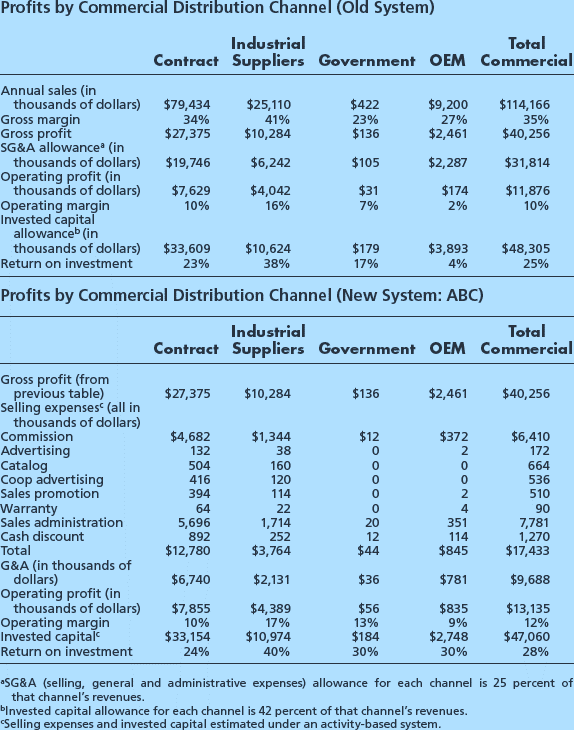 Profits by Commercial Distribution Channel (Old System)
Industrial Total
Contract Suppliers Government OEM Commercial
Annual sales (in
thousands of dollars) $79,434 $25,110 $422 $9,200 $114,166
Gross margin 34% 41% 23% 27% 35%
Gross profit $27,375 $10,284 $136 $2,461 $40,256
SG&A allowanceᵃ (in
thousands of dollars) $19,746 $6,242 $105 $2,287 $31,814
Operating profit (in
thousands of dollars) $7,629 $4,042 $31 $174 $11,876
Operating margin 10% 16% 7% 2% 10%
Invested capital
allowanceᵇ (in
thousands of dollars) $33,609 $10,624 $179 $3,893 $48,305
Return on investment 23% 38% 17% 4% 25%
Profits by Commercial Distribution Channel (New System: ABC)
Industrial Total
Contract Suppliers Government OEM Commercial
Gross profit (from
previous table) $27,375 $10,284 $136 $2,461 $40,256
Selling expensesᶜ (all in
thousands of dollars)
Commission $4,682 $1,344 $12 $372 $6,410
Advertising 132 38 0 2 172
Catalog 504 160 0 0 664
Coop advertising 416 120 0 0 536
Sales promotion 394 114 0 2 510
Warranty 64 22 0 4 90
Sales administration 5,696 1,714 20 351 7,781
Cash discount 892 252 12 114 1,270
Total $12,780 $3,764 $44 $845 $17,433
G&A (in thousands of
dollars) $6,740 $2,131 $36 $781 $9,688
Operating profit (in
thousands of dollars) $7,855 $4,389 $56 $835 $13,135
Operating margin 10% 17% 13% 9% 12%
Invested capitalᶜ $33,154 $10,974 $184 $2,748 $47,060
Return on investment 24% 40% 30% 30% 28%
ᵃSG&A (selling, general and administrative expenses) allowance for each channel is 25 percent of
that channel's revenues.
ᵇInvested capital allowance for each channel is 42 percent of that channel's revenues.
ᶜSelling expenses and invested capital estimated under an activity-based system.